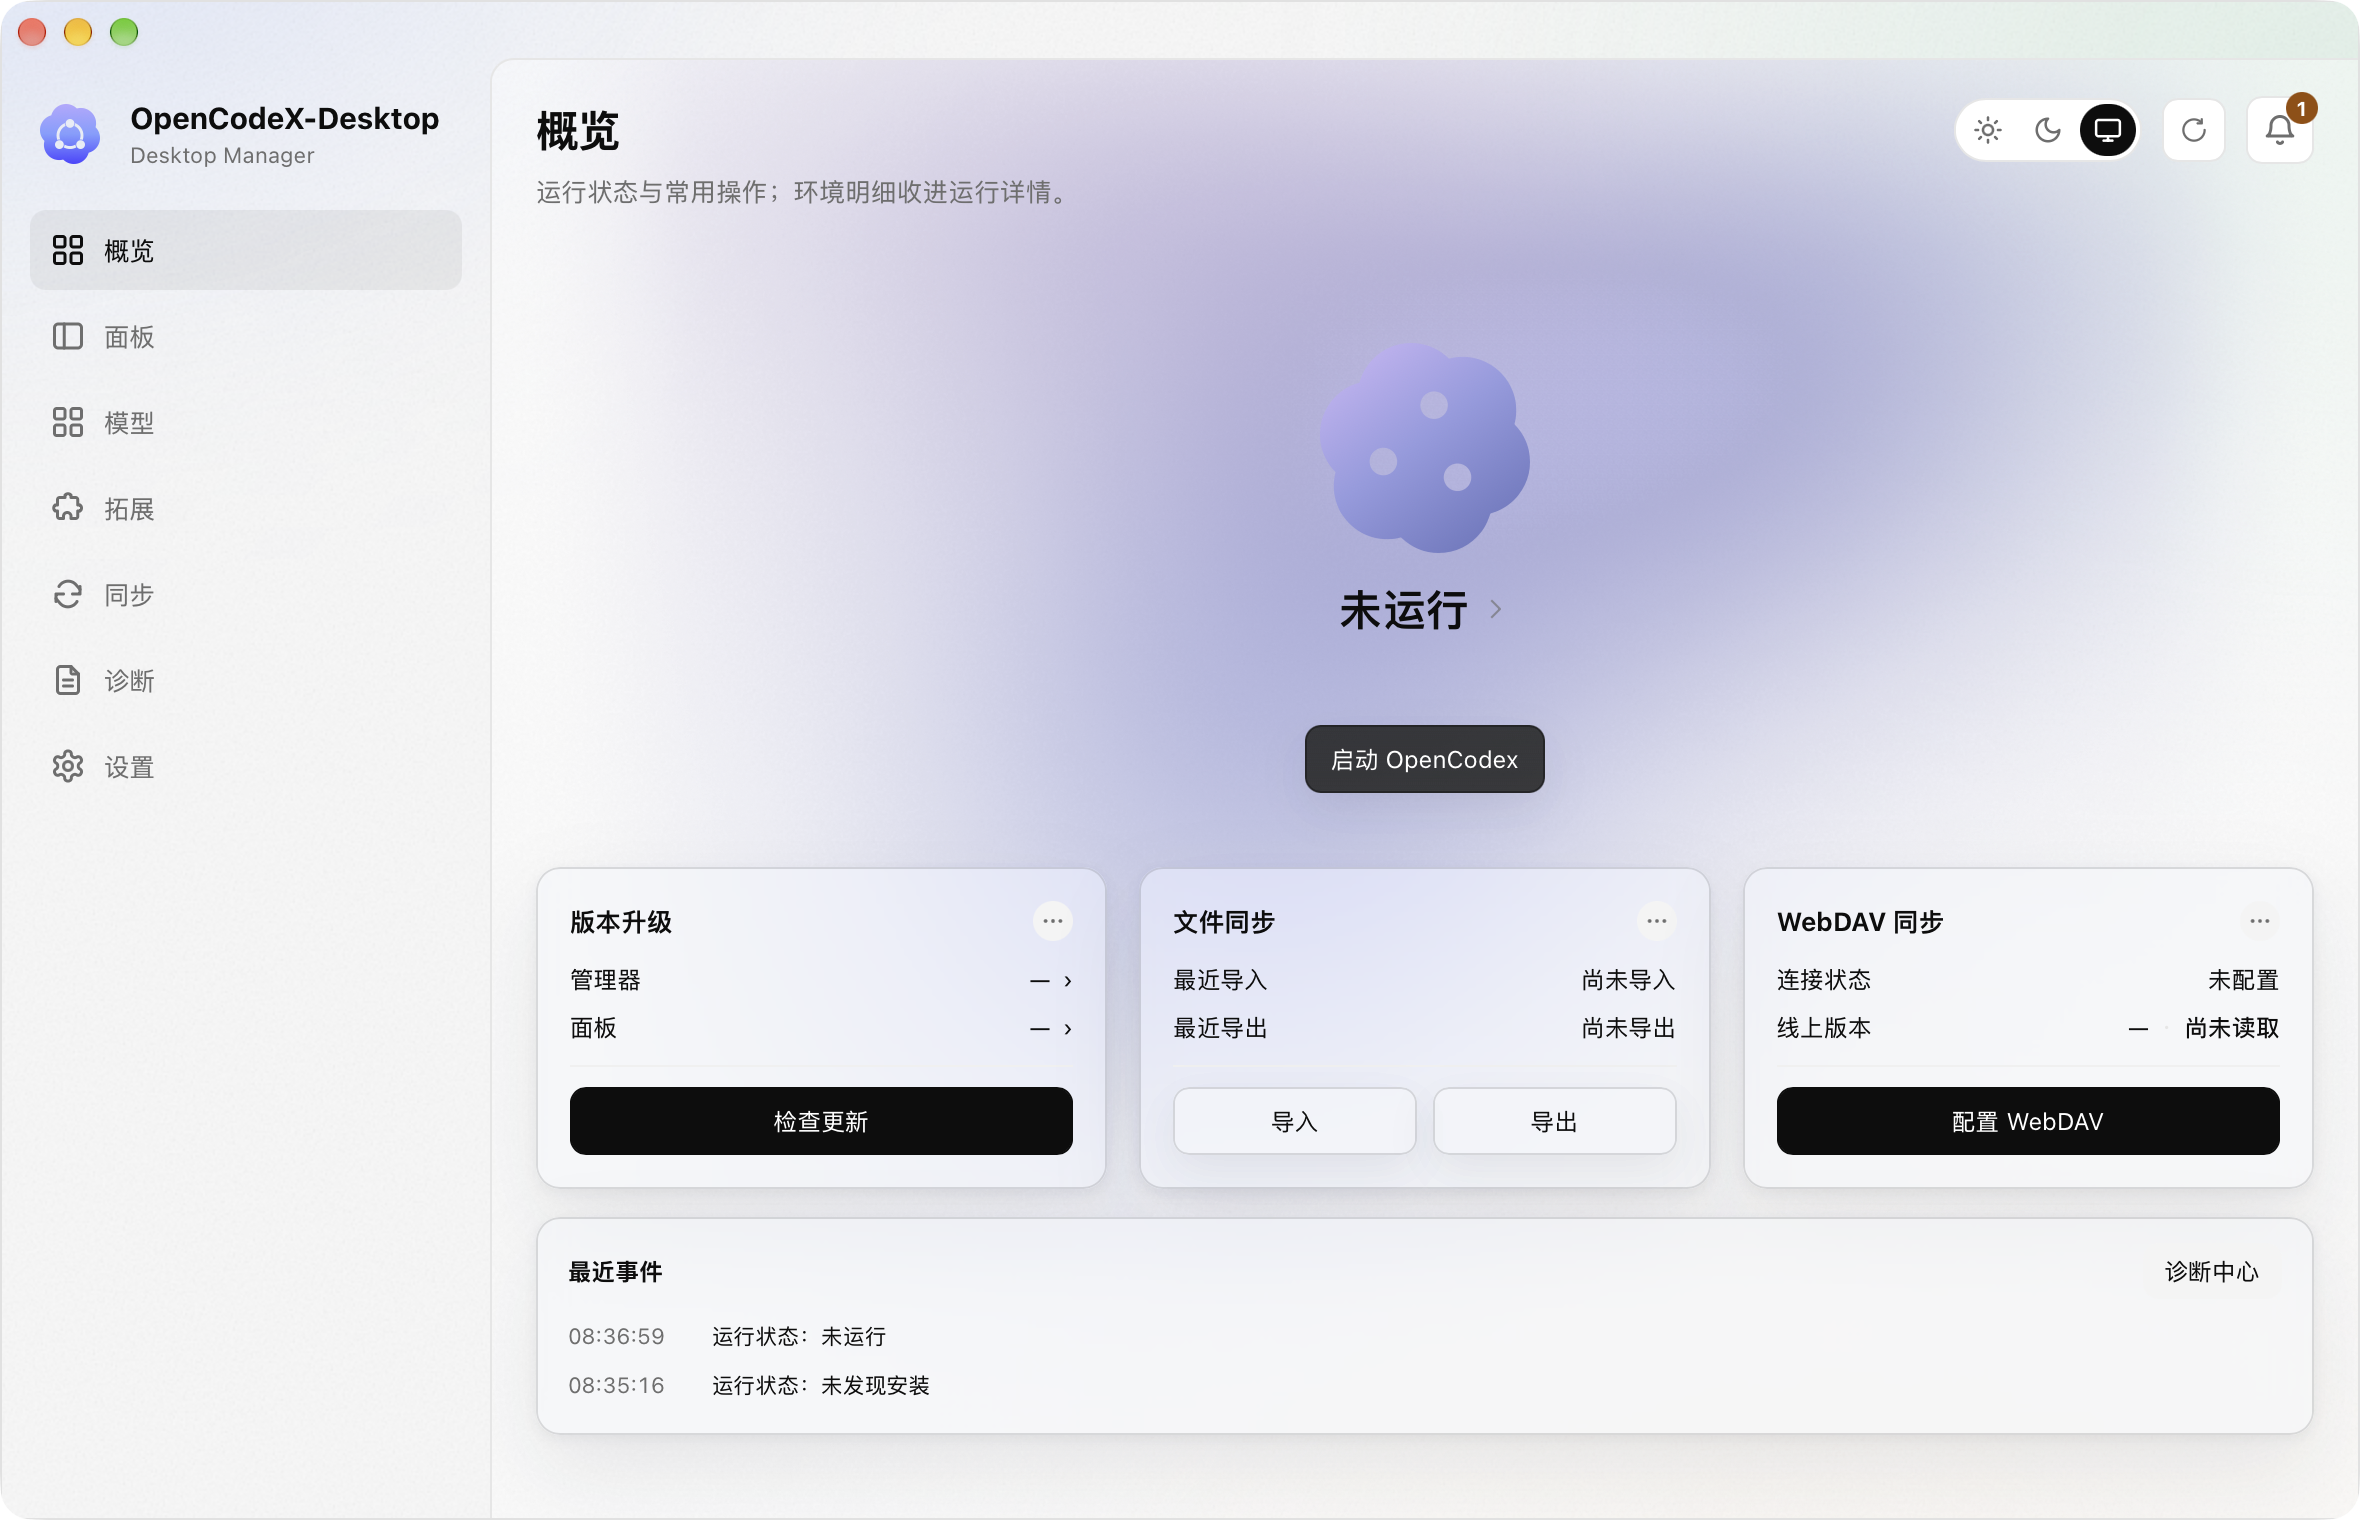 OpenCodeX-Desktop
Desktop Manager
概览
面板
模型
拓展
同步
诊断
设置
概览
运行状态与常用操作；环境明细收进运行详情。
1
未运行 ›
启动 OpenCodex
版本升级
管理器 — ›
面板 — ›
检查更新
文件同步
最近导入 尚未导入
最近导出 尚未导出
导入 导出
WebDAV 同步
连接状态 未配置
线上版本 — · 尚未读取
配置 WebDAV
最近事件 诊断中心
08:36:59 运行状态：未运行
08:35:16 运行状态：未发现安装